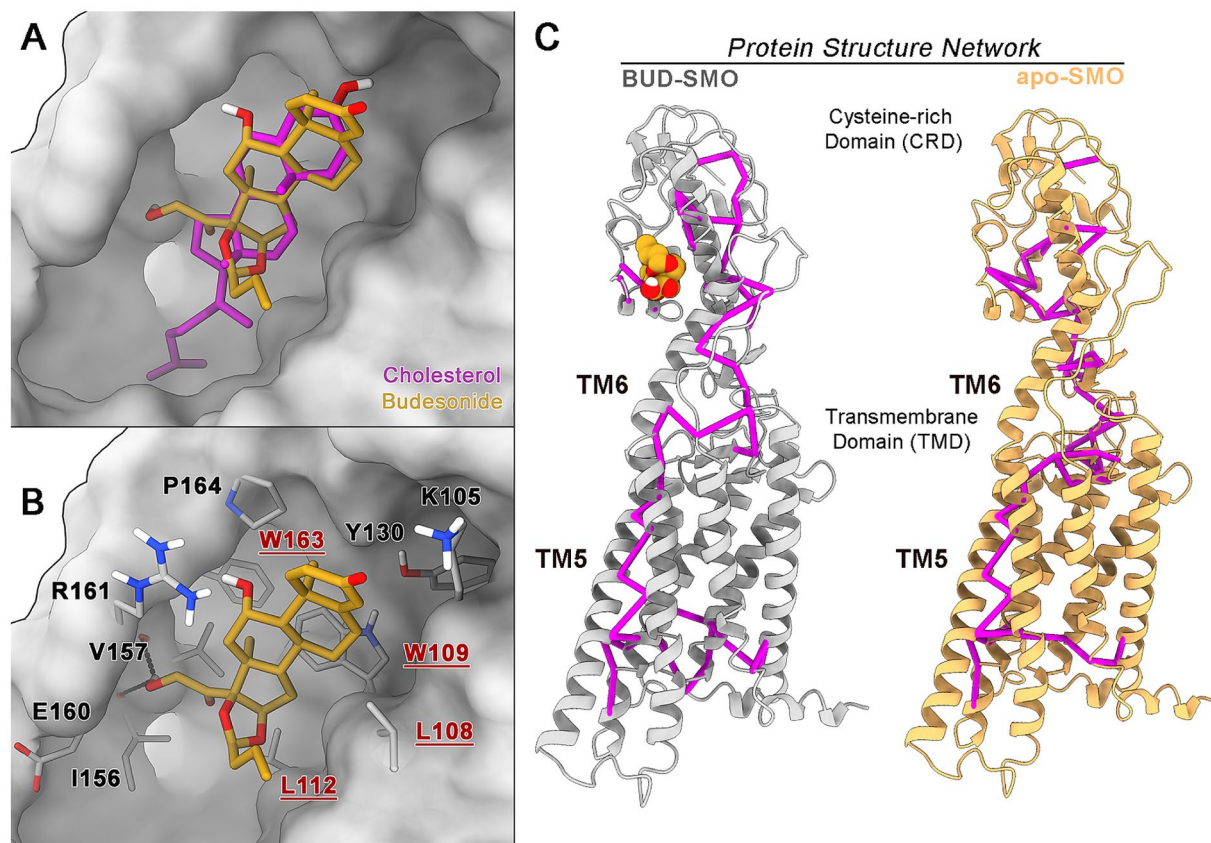 A
Cholesterol
Budesonide
B
P164
K105
W163
Y130
R161
V157
W109
E160
L108
I156
L112
C
Protein Structure Network
BUD-SMO
apo-SMO
Cysteine-rich
Domain (CRD)
TM6
TM6
Transmembrane
Domain (TMD)
TM5
TM5